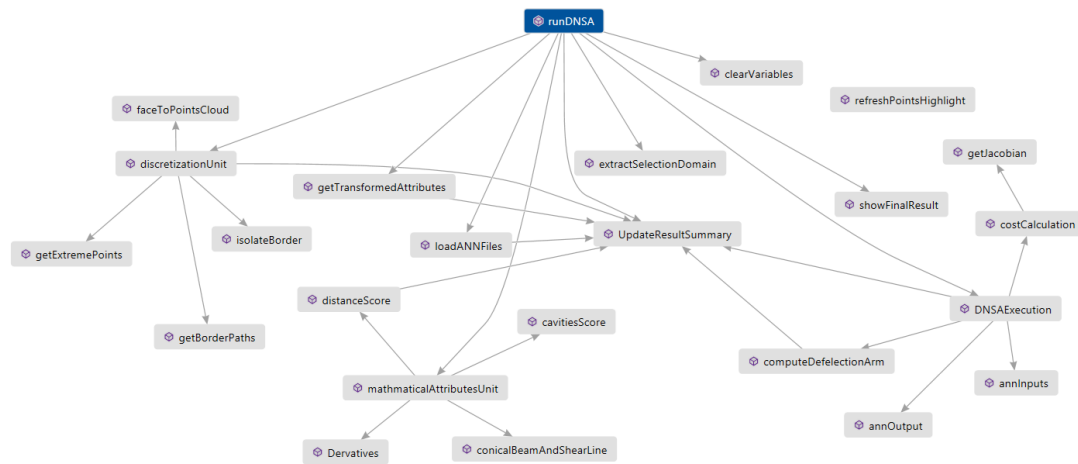 runDNSA
clearVariables
faceToPointsCloud
refreshPointsHighlight
discretizationUnit
extractSelectionDomain
getJacobian
getTransformedAttributes
showFinalResult
costCalculation
isolateBorder
loadANNFiles
UpdateResultSummary
getExtremePoints
distanceScore
DNSAExecution
cavitiesScore
getBorderPaths
computeDefelectionArm
mathmaticalAttributesUnit
annInputs
annOutput
Dervatives
conicalBeamAndShearLine